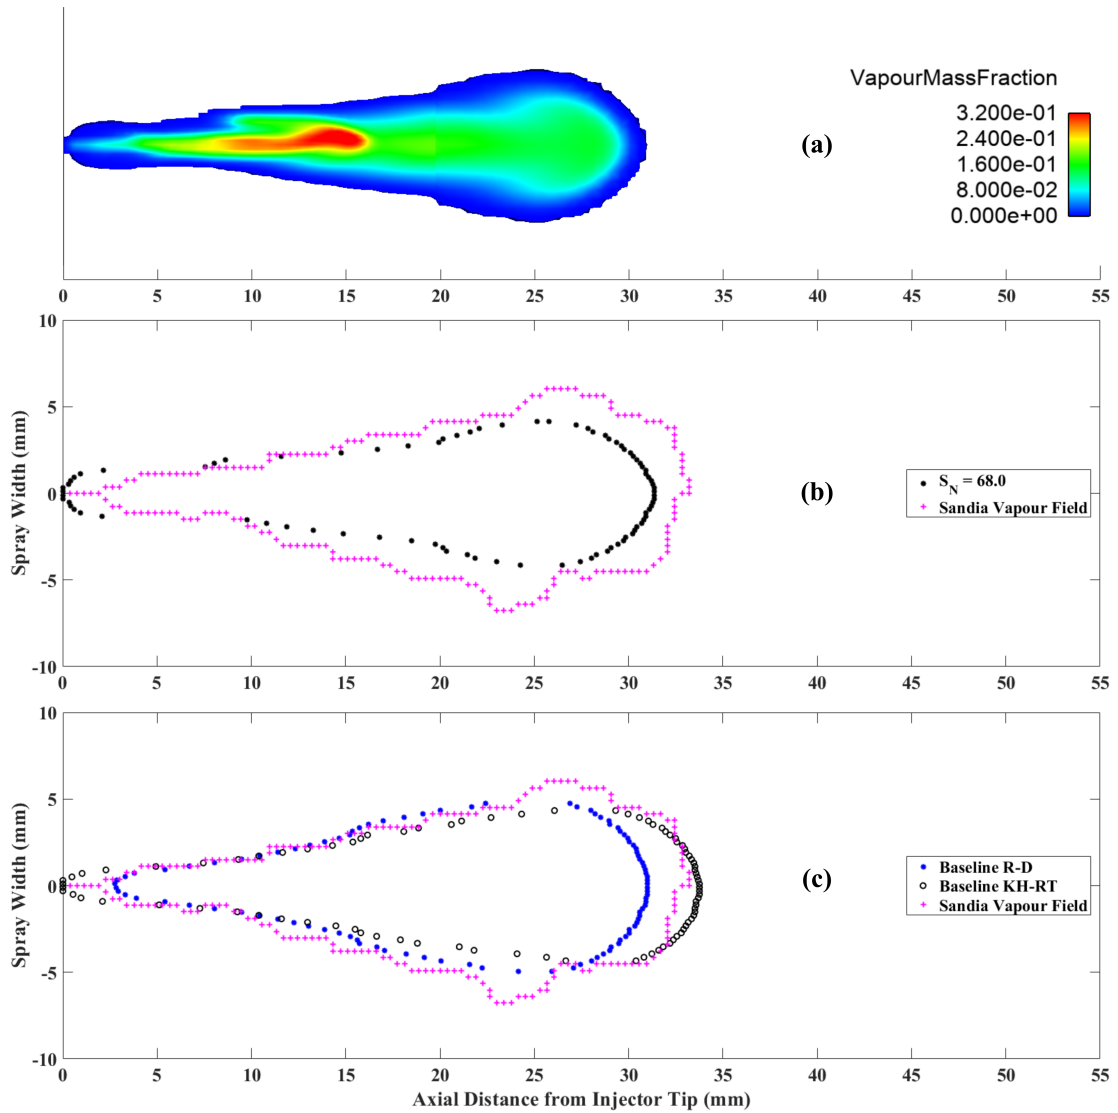 VapourMassFraction
3.200e-01
2.400e-01
1.600e-01
8.000e-02
0.000e+00
(a)
0 5 10 15 20 25 30 35 40 45 50 55
10
5
0
-5
-10
Spray Width (mm)
(b)
S_N = 68.0
Sandia Vapour Field
0 5 10 15 20 25 30 35 40 45 50 55
10
5
0
-5
-10
Spray Width (mm)
(c)
Baseline R-D
Baseline KH-RT
Sandia Vapour Field
0 5 10 15 20 25 30 35 40 45 50 55
Axial Distance from Injector Tip (mm)